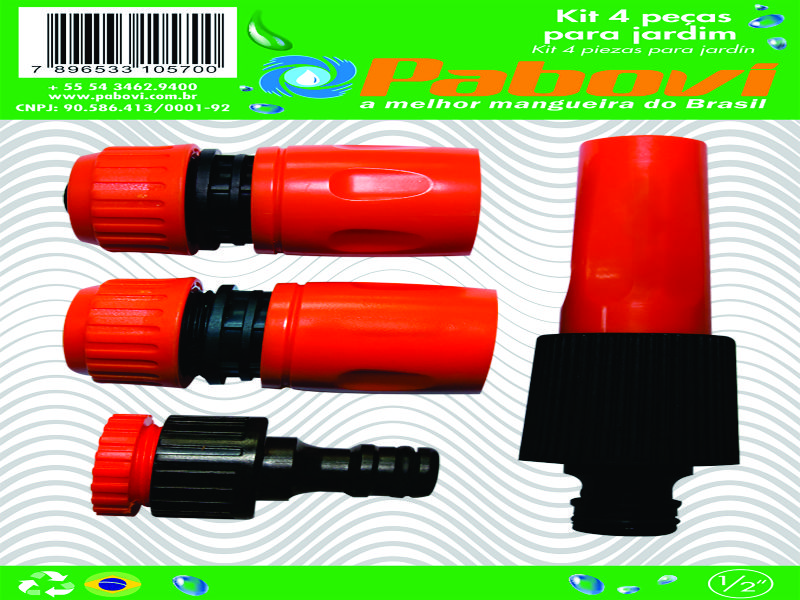 7 896533 105700
+ 55 54 3462.9400
www.pabovi.com.br
CNPJ: 90.586.413/0001-92
Kit 4 peças
para jardim
Kit 4 piezas para jardín
Pabovi
a melhor mangueira do Brasil
1/2"